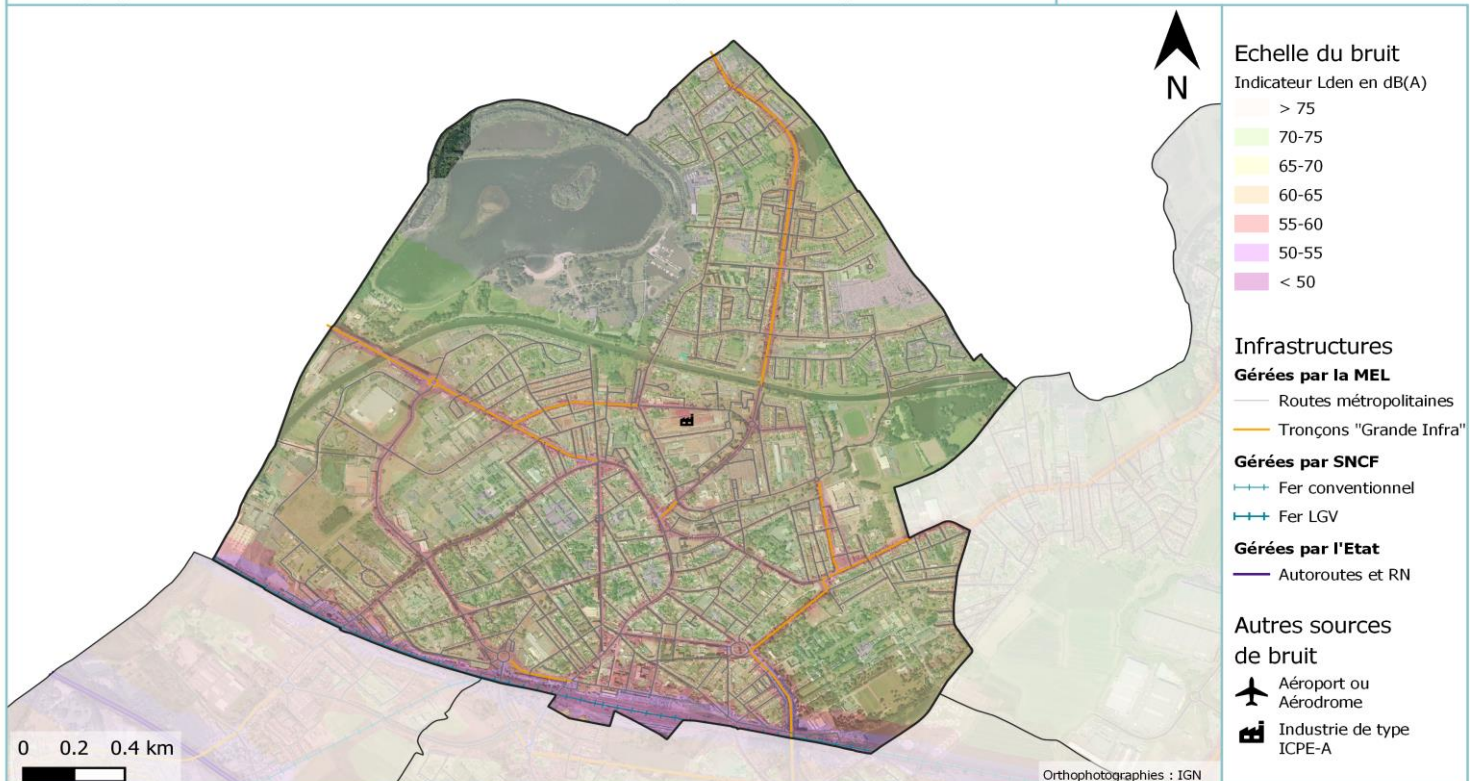 N
0 0.2 0.4 km
Orthophotographies : IGN
Echelle du bruit
Indicateur Lden en dB(A)
> 75
70-75
65-70
60-65
55-60
50-55
< 50
Infrastructures
Gérées par la MEL
Routes métropolitaines
Tronçons "Grande Infra"
Gérées par SNCF
Fer conventionnel
Fer LGV
Gérées par l'Etat
Autoroutes et RN
Autres sources
de bruit
Aéroport ou
Aérodrome
Industrie de type
ICPE-A